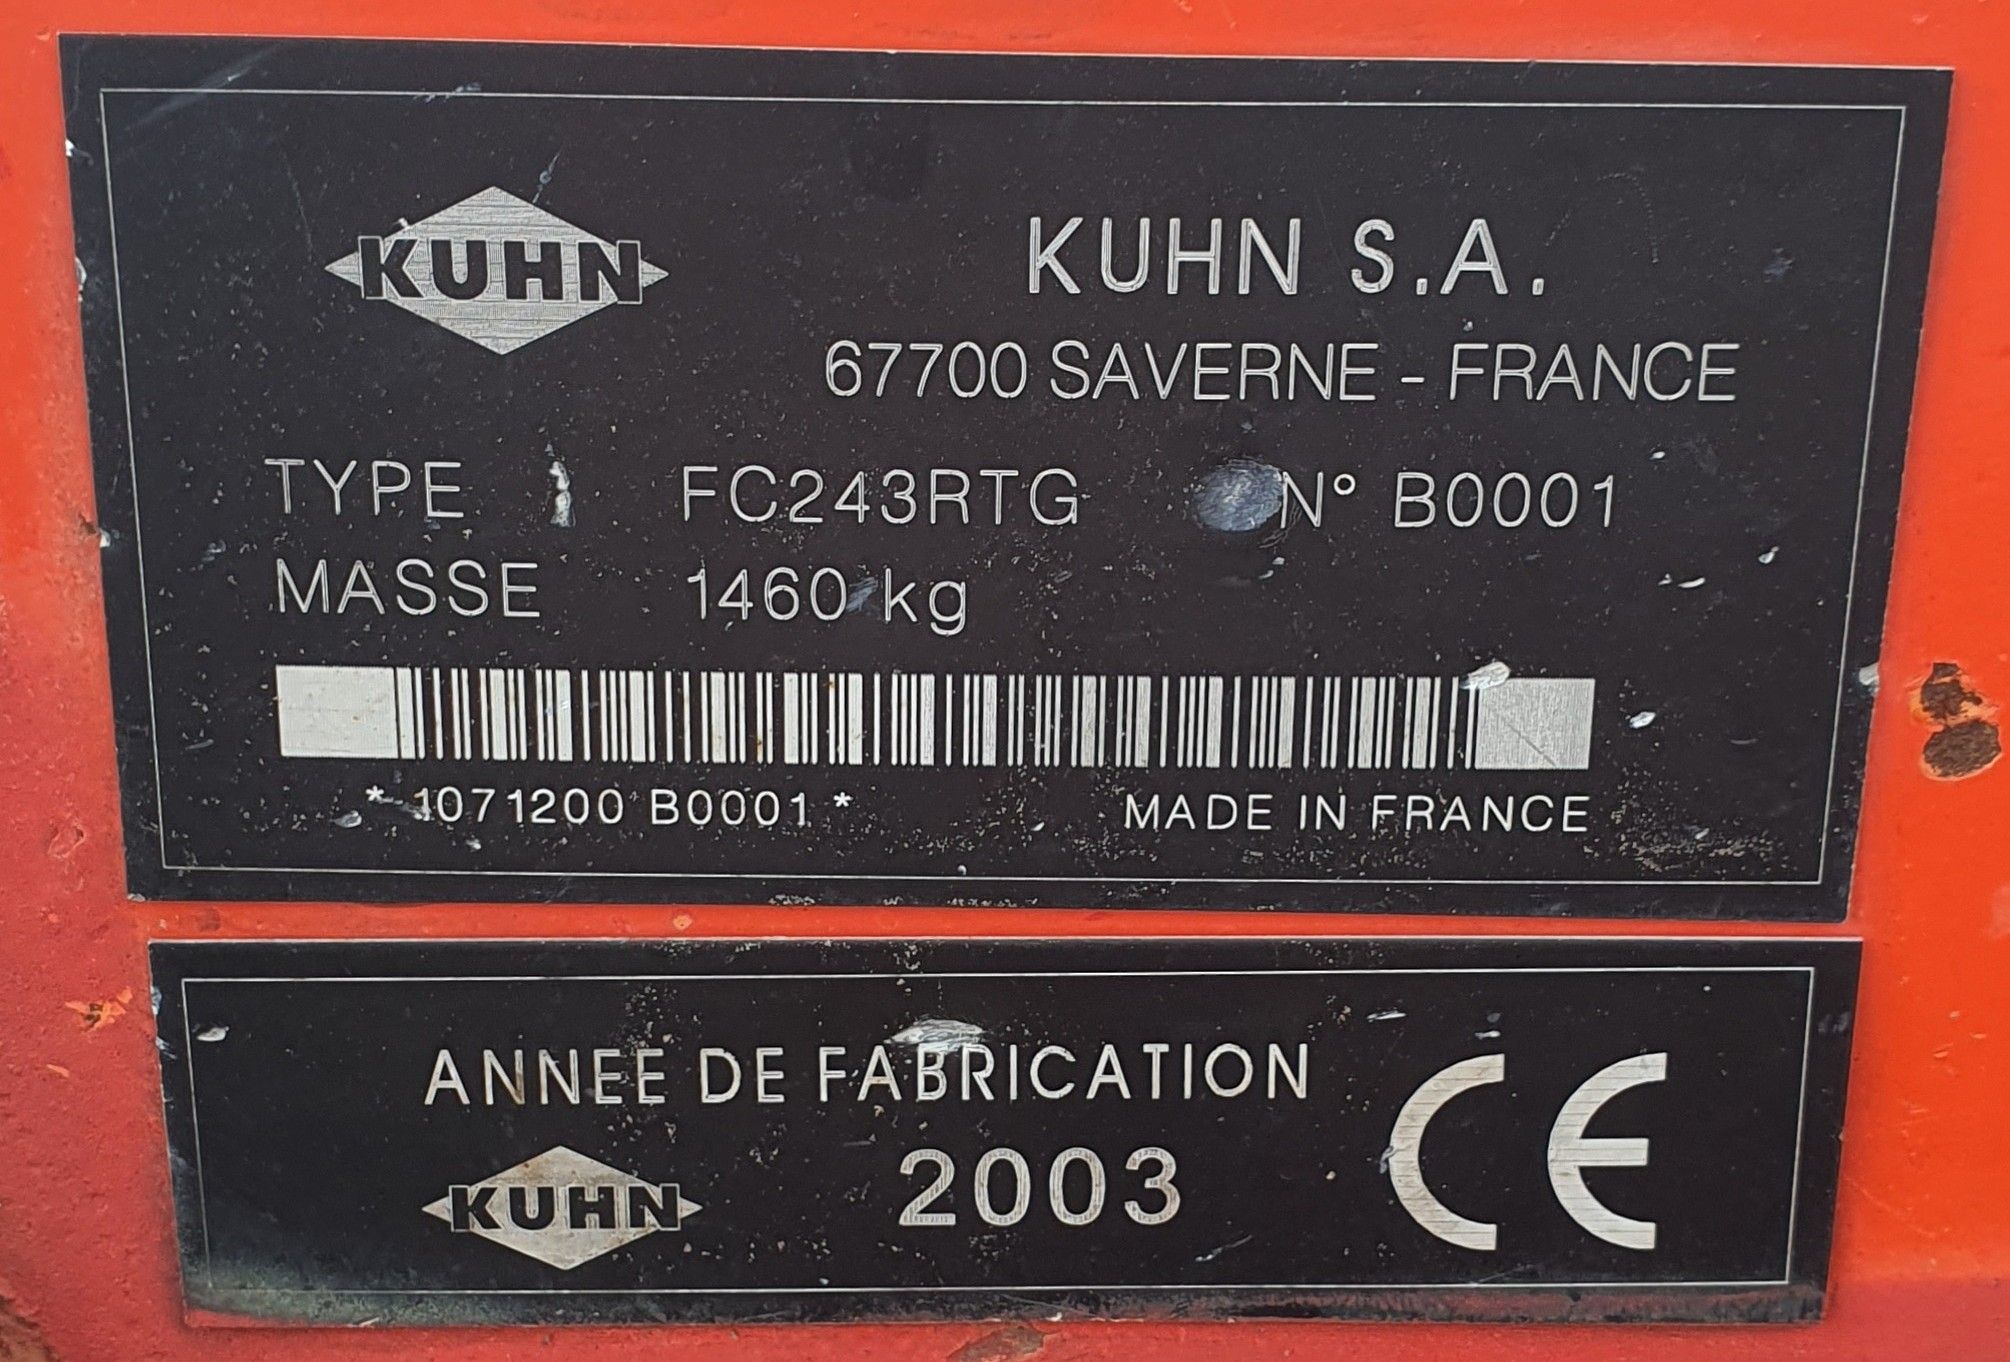 KUHN
KUHN S.A.
67700 SAVERNE - FRANCE
TYPE FC243RTG N° B0001
MASSE 1460 kg
* 1071200 B0001 *
MADE IN FRANCE
ANNEE DE FABRICATION
KUHN
2003
CE